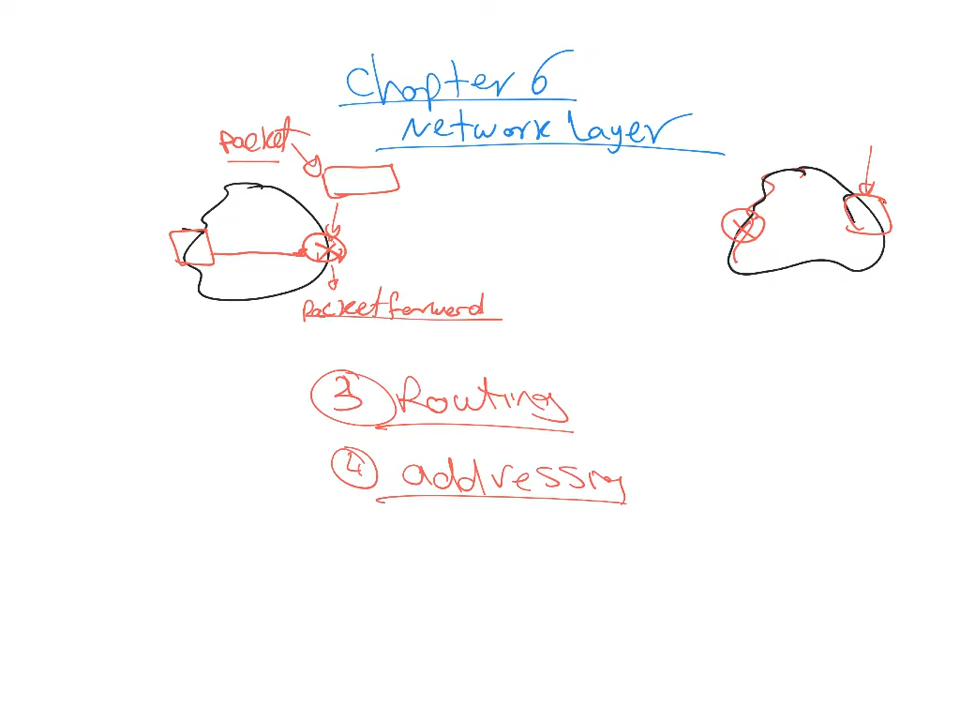 Chapter 6
Network Layer
Packet
Packet forward
3 Routing
4 addressing